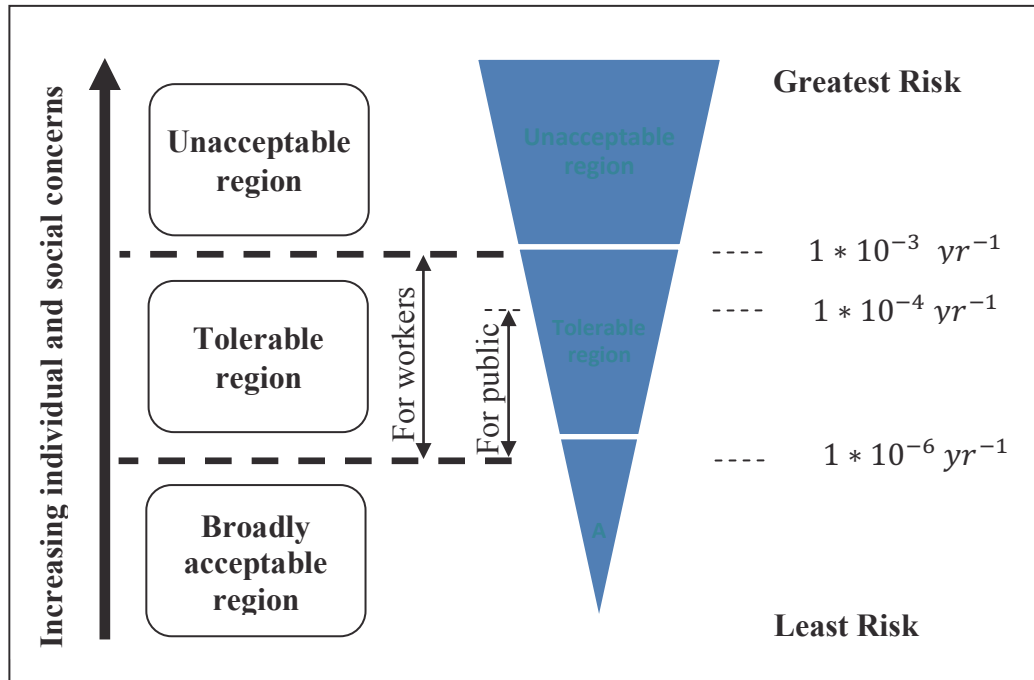 Increasing individual and social concerns
Unacceptable
region
Tolerable
region
Broadly
acceptable
region
For workers
For public
Unacceptable
region
Tolerable
region
A
Greatest Risk
1 * 10⁻³ yr⁻¹
1 * 10⁻⁴ yr⁻¹
1 * 10⁻⁶ yr⁻¹
Least Risk